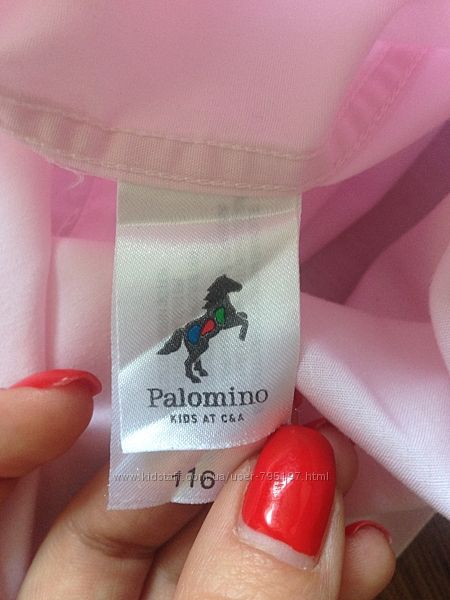 Palomino
KIDS AT C&A
116